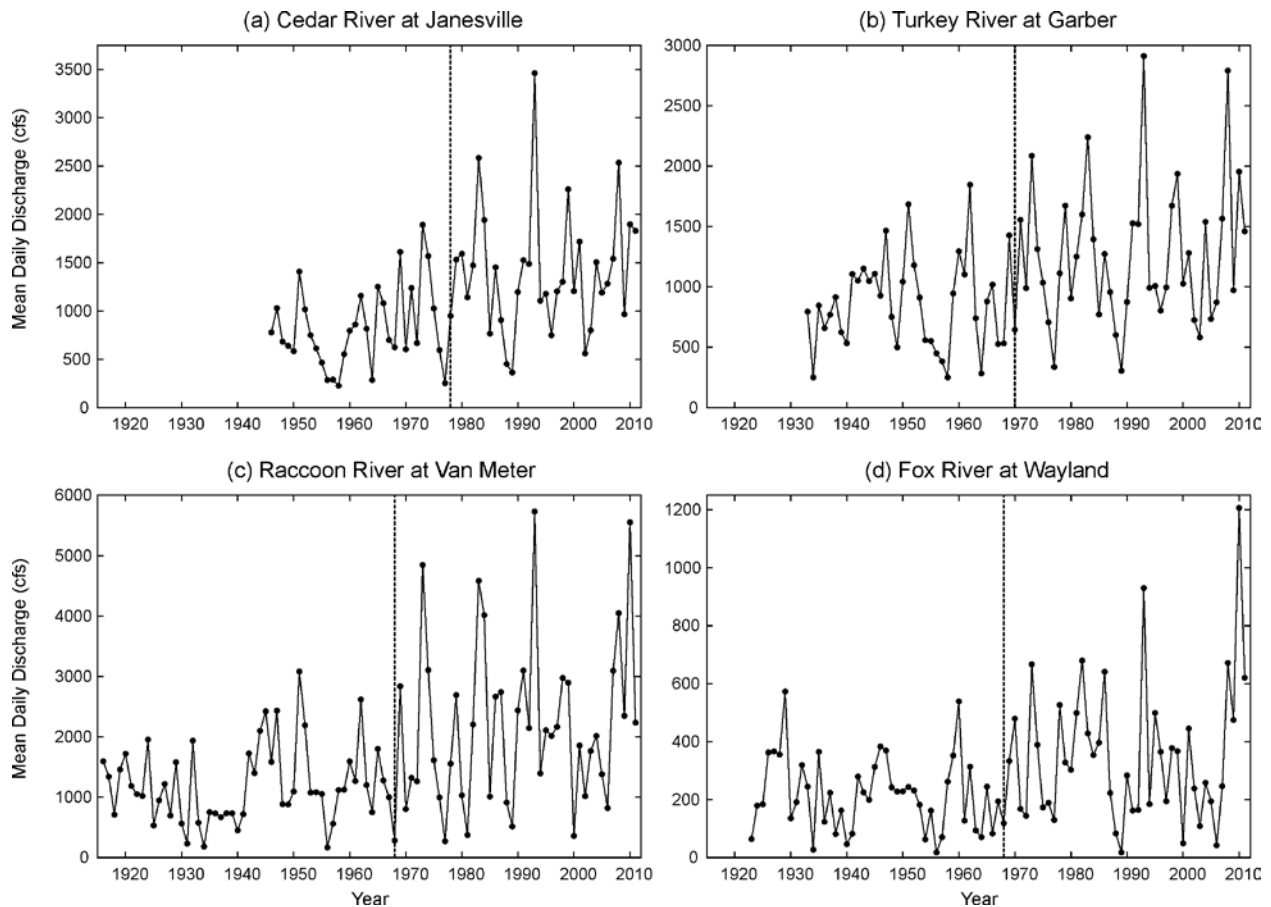 (a) Cedar River at Janesville
(b) Turkey River at Garber
Mean Daily Discharge (cfs)
3500
3000
2500
2000
1500
1000
500
0
1920 1930 1940 1950 1960 1970 1980 1990 2000 2010
3000
2500
2000
1500
1000
500
0
1920 1930 1940 1950 1960 1970 1980 1990 2000 2010
(c) Raccoon River at Van Meter
(d) Fox River at Wayland
Mean Daily Discharge (cfs)
6000
5000
4000
3000
2000
1000
0
1920 1930 1940 1950 1960 1970 1980 1990 2000 2010
Year
1200
1000
800
600
400
200
0
1920 1930 1940 1950 1960 1970 1980 1990 2000 2010
Year